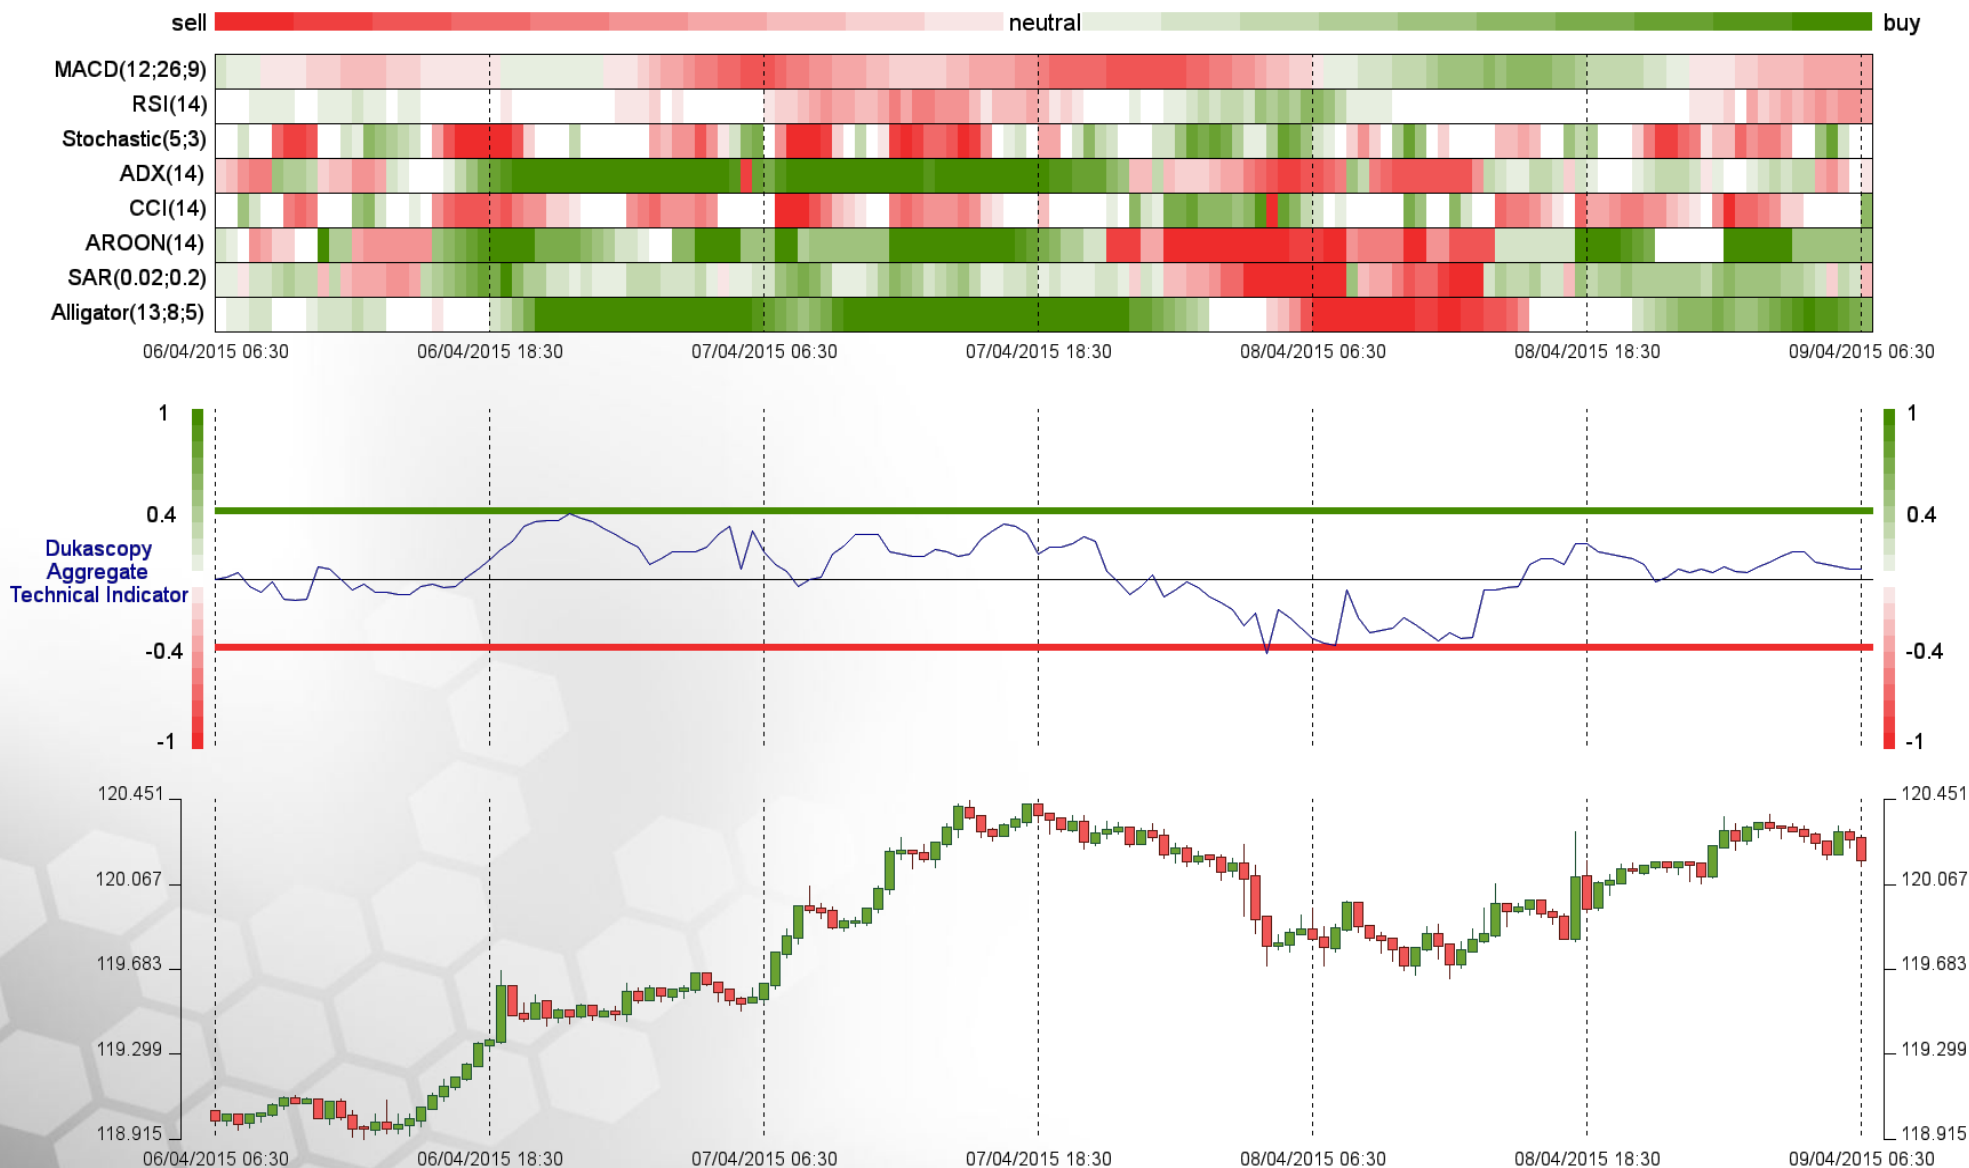 sell neutral buy
MACD(12;26;9)
RSI(14)
Stochastic(5;3)
ADX(14)
CCI(14)
AROON(14)
SAR(0.02;0.2)
Alligator(13;8;5)
06/04/2015 06:30 06/04/2015 18:30 07/04/2015 06:30 07/04/2015 18:30 08/04/2015 06:30 08/04/2015 18:30 09/04/2015 06:30
1 1
0.4 0.4
Dukascopy
Aggregate
Technical Indicator
-0.4 -0.4
-1 -1
120.451 120.451
120.067 120.067
119.683 119.683
119.299 119.299
118.915 118.915
06/04/2015 06:30 06/04/2015 18:30 07/04/2015 06:30 07/04/2015 18:30 08/04/2015 06:30 08/04/2015 18:30 09/04/2015 06:30